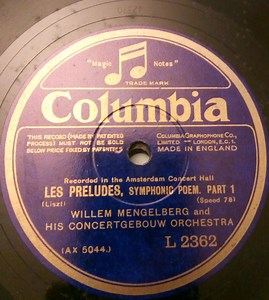 "Magic Notes"
TRADE MARK
Columbia
THIS RECORD (MADE BY PATENTED
PROCESS) MUST NOT BE SOLD
BELOW PRICE FIXED BY PATENTEES
COLUMBIA GRAPHOPHONE CO.,
LIMITED — LONDON, E.C.1.
MADE IN ENGLAND
Recorded in the Amsterdam Concert Hall
LES PRELUDES, SYMPHONIC POEM. PART 1
(Liszt) (Speed 78)
WILLEM MENGELBERG and
HIS CONCERTGEBOUW ORCHESTRA
(AX 5044.) L 2362